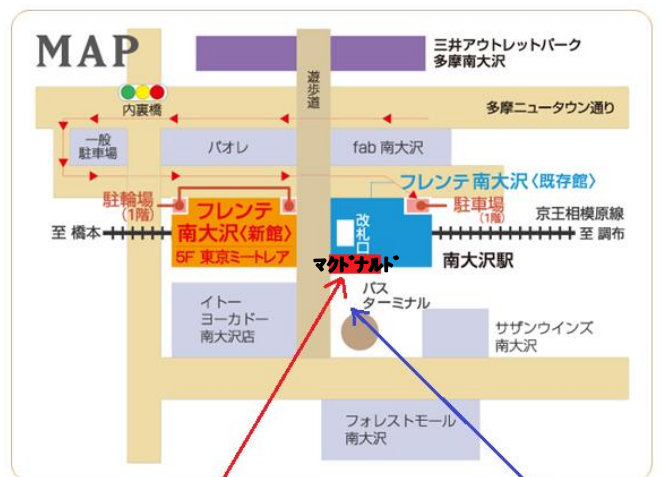 MAP
三井アウトレットパーク
多摩南大沢
遊歩道
内裏橋
多摩ニュータウン通り
一般
駐車場
パオレ
fab 南大沢
フレンテ南大沢〈既存館〉
駐輪場
(1階)
フレンテ
南大沢〈新館〉
5F 東京ミートレア
改札口
駐車場
(1階)
京王相模原線
至 橋本
至 調布
マクドナルド
南大沢駅
バス
ターミナル
イトー
ヨーカドー
南大沢店
サザンウインズ
南大沢
フォレストモール
南大沢